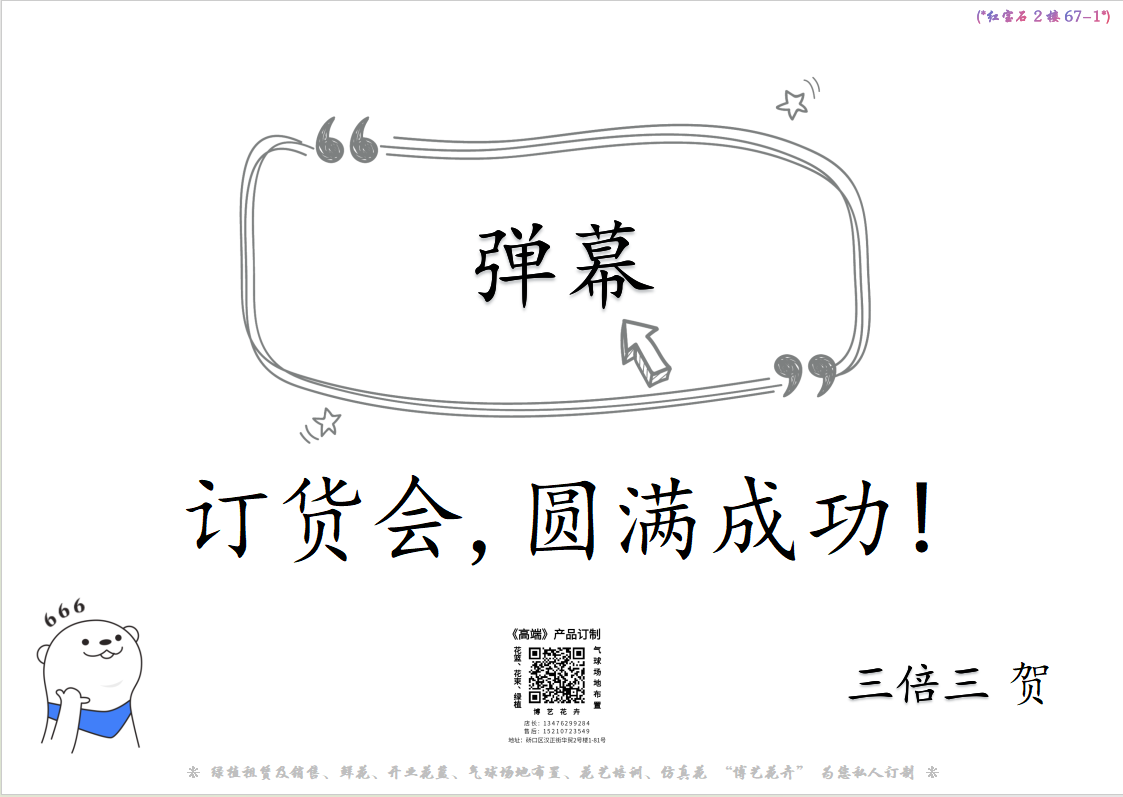 (*红宝石 2 楼 67-1*)
弹幕
订货会，圆满成功！
666
《高端》产品订制
花篮、花束、绿植
气球场地布置
博艺花卉
店长：13476299284
售后：15210723549
地址：硚口区汉正街华贸2号楼1-81号
三倍三 贺
※ 绿植租赁及销售、鲜花、开业花蓝、气球场地布置、花艺培训、仿真花 “博艺花卉” 为您私人订制 ※